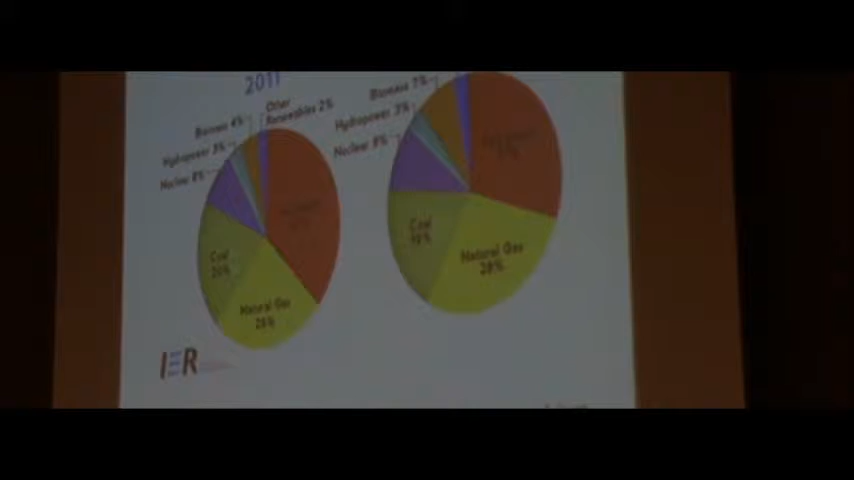 2011
Other
Renewables 2%
Biomass 4%
Hydropower 3%
Nuclear 8%
Coal
20%
Natural Gas
26%
Biomass 7%
Hydropower 3%
Nuclear 9%
Coal
19%
Natural Gas
28%
IER